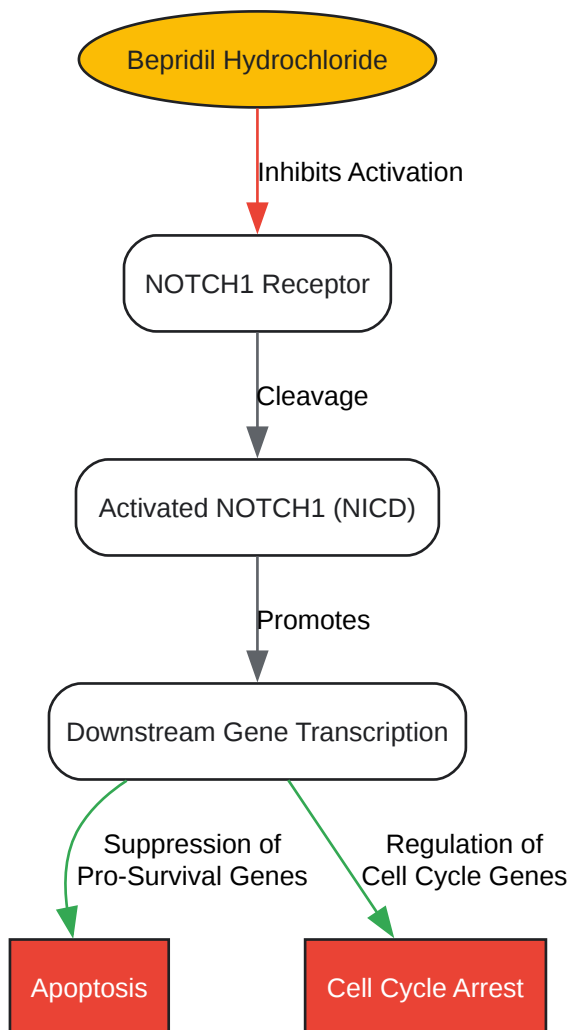 Bepridil Hydrochloride
Inhibits Activation
NOTCH1 Receptor
Cleavage
Activated NOTCH1 (NICD)
Promotes
Downstream Gene Transcription
Suppression of
Pro-Survival Genes
Regulation of
Cell Cycle Genes
Apoptosis
Cell Cycle Arrest